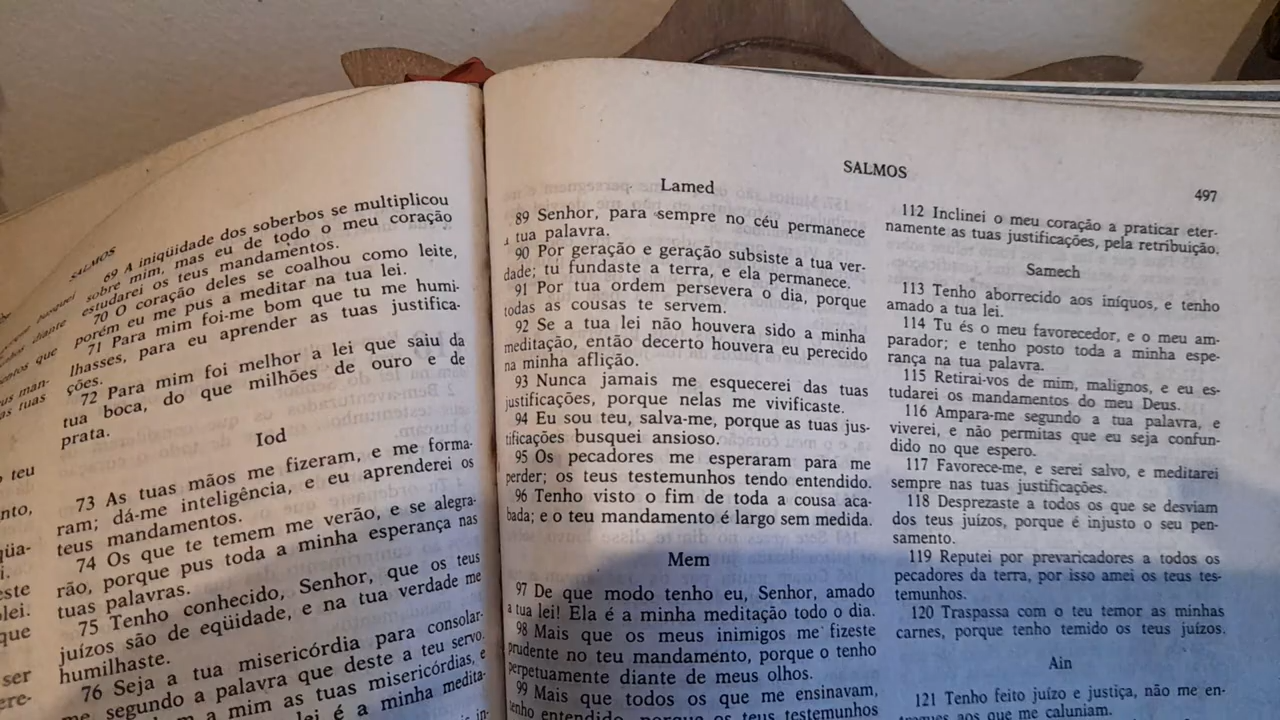 SALMOS
69 A iniqüidade dos soberbos se multiplicou
sobre mim, mas eu de todo o meu coração
estudarei os teus mandamentos.
70 O coração deles se coalhou como leite,
porém eu me pus a meditar na tua lei.
71 Para mim foi-me bom que tu me humi-
lhasses, para eu aprender as tuas justifica-
ções.
72 Para mim foi melhor a lei que saiu da
tua boca, do que milhões de ouro e de
prata.
Iod
73 As tuas mãos me fizeram, e me forma-
ram; dá-me inteligência, e eu aprenderei os
teus mandamentos.
74 Os que te temem me verão, e se alegra-
rão, porque pus toda a minha esperança nas
tuas palavras.
75 Tenho conhecido, Senhor, que os teus
juízos são de eqüidade, e na tua verdade me
humilhaste.
76 Seja a tua misericórdia para consolar-
me, segundo a palavra que deste a teu servo.
a mim as tuas misericórdias, e
lei é a minha medita-
SALMOS
497
Lamed
89 Senhor, para sempre no céu permanece
a tua palavra.
90 Por geração e geração subsiste a tua ver-
dade; tu fundaste a terra, e ela permanece.
91 Por tua ordem persevera o dia, porque
todas as cousas te servem.
92 Se a tua lei não houvera sido a minha
meditação, então decerto houvera eu perecido
na minha aflição.
93 Nunca jamais me esquecerei das tuas
justificações, porque nelas me vivificaste.
94 Eu sou teu, salva-me, porque as tuas jus-
tificações busquei ansioso.
95 Os pecadores me esperaram para me
perder; os teus testemunhos tendo entendido.
96 Tenho visto o fim de toda a cousa aca-
bada; e o teu mandamento é largo sem medida.
Mem
97 De que modo tenho eu, Senhor, amado
a tua lei! Ela é a minha meditação todo o dia.
98 Mais que os meus inimigos me fizeste
prudente no teu mandamento, porque o tenho
perpetuamente diante de meus olhos.
99 Mais que todos os que me ensinavam,
tenho entendido, porque os teus testemunhos
112 Inclinei o meu coração a praticar eter-
namente as tuas justificações, pela retribuição.
Samech
113 Tenho aborrecido aos iníquos, e tenho
amado a tua lei.
114 Tu és o meu favorecedor, e o meu am-
parador; e tenho posto toda a minha espe-
rança na tua palavra.
115 Retirai-vos de mim, malignos, e eu es-
tudarei os mandamentos do meu Deus.
116 Ampara-me segundo a tua palavra, e
viverei, e não permitas que eu seja confun-
dido no que espero.
117 Favorece-me, e serei salvo, e meditarei
sempre nas tuas justificações.
118 Desprezaste a todos os que se desviam
dos teus juízos, porque é injusto o seu pen-
samento.
119 Reputei por prevaricadores a todos os
pecadores da terra, por isso amei os teus tes-
temunhos.
120 Traspassa com o teu temor as minhas
carnes, porque tenho temido os teus juízos.
Ain
121 Tenho feito juízo e justiça, não me en-
tregues aos que me caluniam.